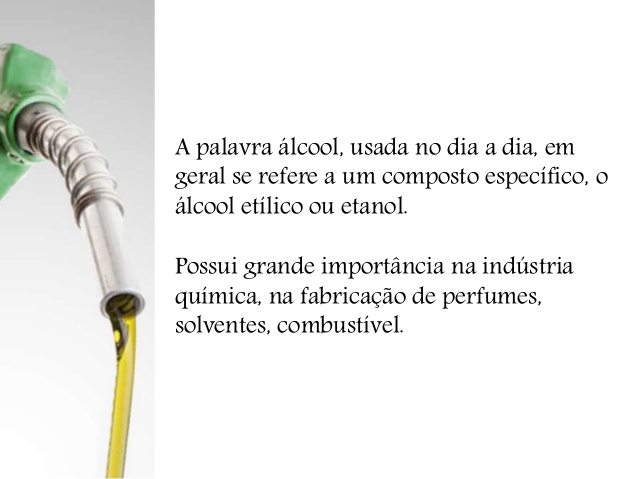 A palavra álcool, usada no dia a dia, em
geral se refere a um composto específico, o
álcool etílico ou etanol.
Possui grande importância na indústria
química, na fabricação de perfumes,
solventes, combustível.